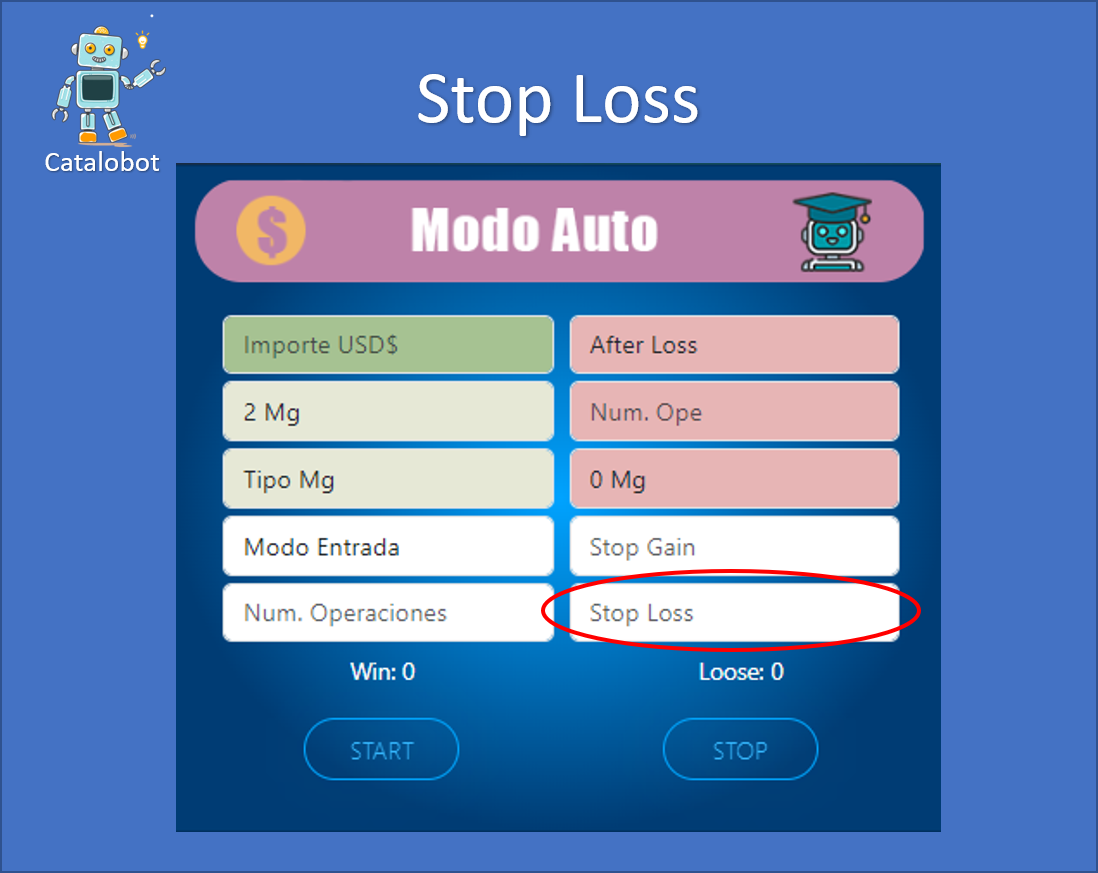 Stop Loss
Catalobot
$ Modo Auto
Importe USD$ After Loss
2 Mg Num. Ope
Tipo Mg 0 Mg
Modo Entrada Stop Gain
Num. Operaciones Stop Loss
Win: 0 Loose: 0
START STOP